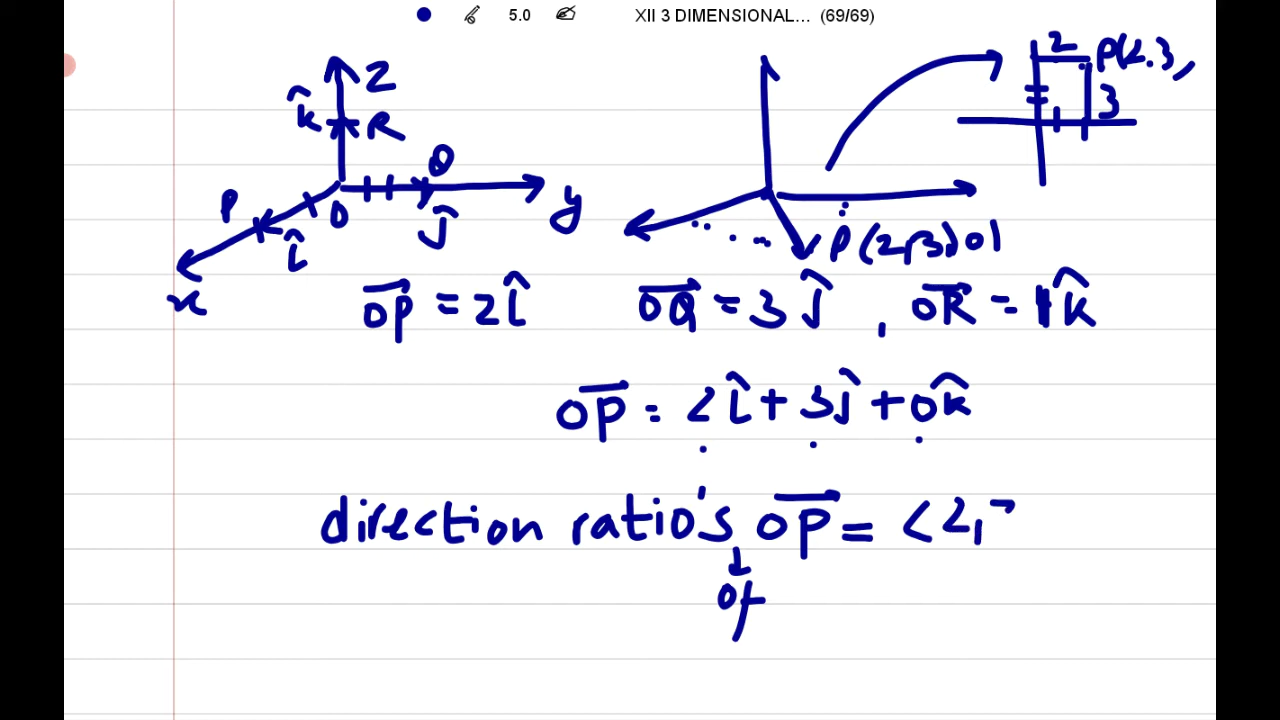 5.0 XII 3 DIMENSIONAL... (69/69)
z
k̂ R
Q
P
O
ĵ
y
î
x
2 P(2.3,
3
P(2,3,0)
OP⃗ = 2î OQ⃗ = 3ĵ , OR⃗ = 1k̂
OP⃗ = 2î + 3ĵ + 0k̂
direction ratio's OP⃗ = <2,
of